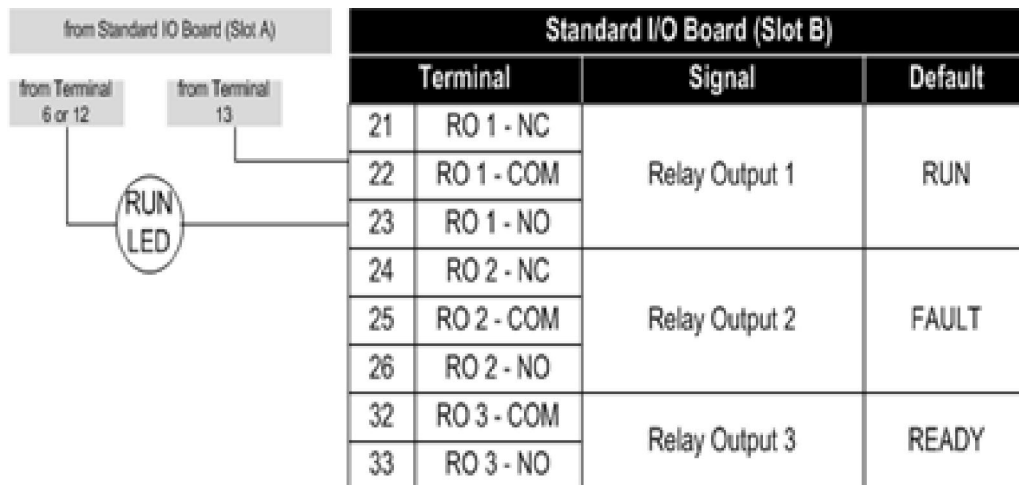 from Standard IO Board (Slot A)
from Terminal
6 or 12
from Terminal
13
RUN
LED
Standard I/O Board (Slot B)
Terminal Signal Default
21 RO 1 - NC
22 RO 1 - COM Relay Output 1 RUN
23 RO 1 - NO
24 RO 2 - NC
25 RO 2 - COM Relay Output 2 FAULT
26 RO 2 - NO
32 RO 3 - COM
Relay Output 3 READY
33 RO 3 - NO